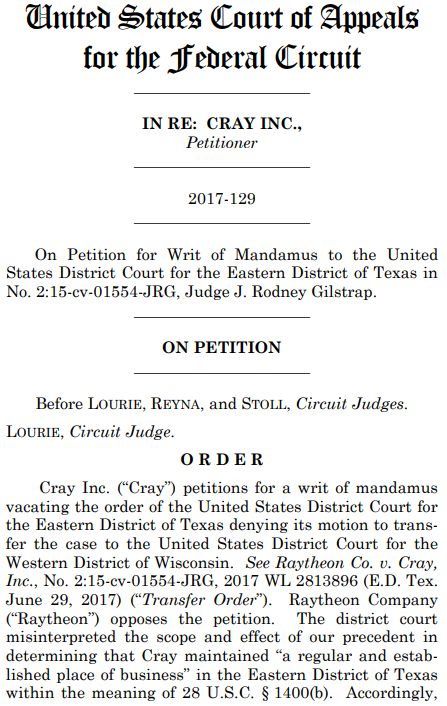 United States Court of Appeals
for the Federal Circuit
IN RE: CRAY INC.,
Petitioner
2017-129
On Petition for Writ of Mandamus to the United
States District Court for the Eastern District of Texas in
No. 2:15-cv-01554-JRG, Judge J. Rodney Gilstrap.
ON PETITION
Before LOURIE, REYNA, and STOLL, Circuit Judges.
LOURIE, Circuit Judge.
O R D E R
Cray Inc. (“Cray”) petitions for a writ of mandamus
vacating the order of the United States District Court for
the Eastern District of Texas denying its motion to trans-
fer the case to the United States District Court for the
Western District of Wisconsin. See Raytheon Co. v. Cray,
Inc., No. 2:15-cv-01554-JRG, 2017 WL 2813896 (E.D. Tex.
June 29, 2017) (“Transfer Order”). Raytheon Company
(“Raytheon”) opposes the petition. The district court
misinterpreted the scope and effect of our precedent in
determining that Cray maintained “a regular and estab-
lished place of business” in the Eastern District of Texas
within the meaning of 28 U.S.C. § 1400(b). Accordingly,